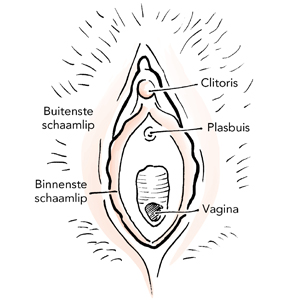 Clitoris
Buitenste
schaamlip
Plasbuis
Binnenste
schaamlip
Vagina